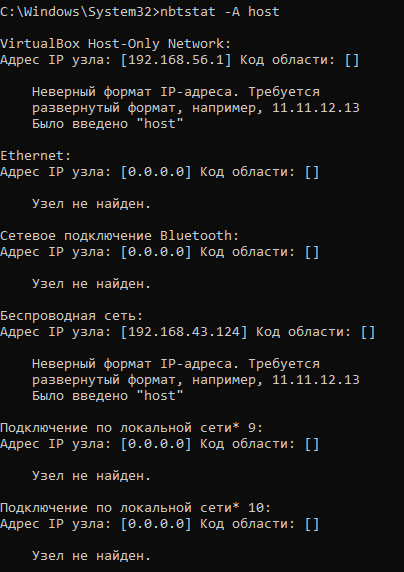 C:\Windows\System32>nbtstat -A host
VirtualBox Host-Only Network:
Адрес IP узла: [192.168.56.1] Код области: []
Неверный формат IP-адреса. Требуется
развернутый формат, например, 11.11.12.13
Было введено "host"
Ethernet:
Адрес IP узла: [0.0.0.0] Код области: []
Узел не найден.
Сетевое подключение Bluetooth:
Адрес IP узла: [0.0.0.0] Код области: []
Узел не найден.
Беспроводная сеть:
Адрес IP узла: [192.168.43.124] Код области: []
Неверный формат IP-адреса. Требуется
развернутый формат, например, 11.11.12.13
Было введено "host"
Подключение по локальной сети* 9:
Адрес IP узла: [0.0.0.0] Код области: []
Узел не найден.
Подключение по локальной сети* 10:
Адрес IP узла: [0.0.0.0] Код области: []
Узел не найден.